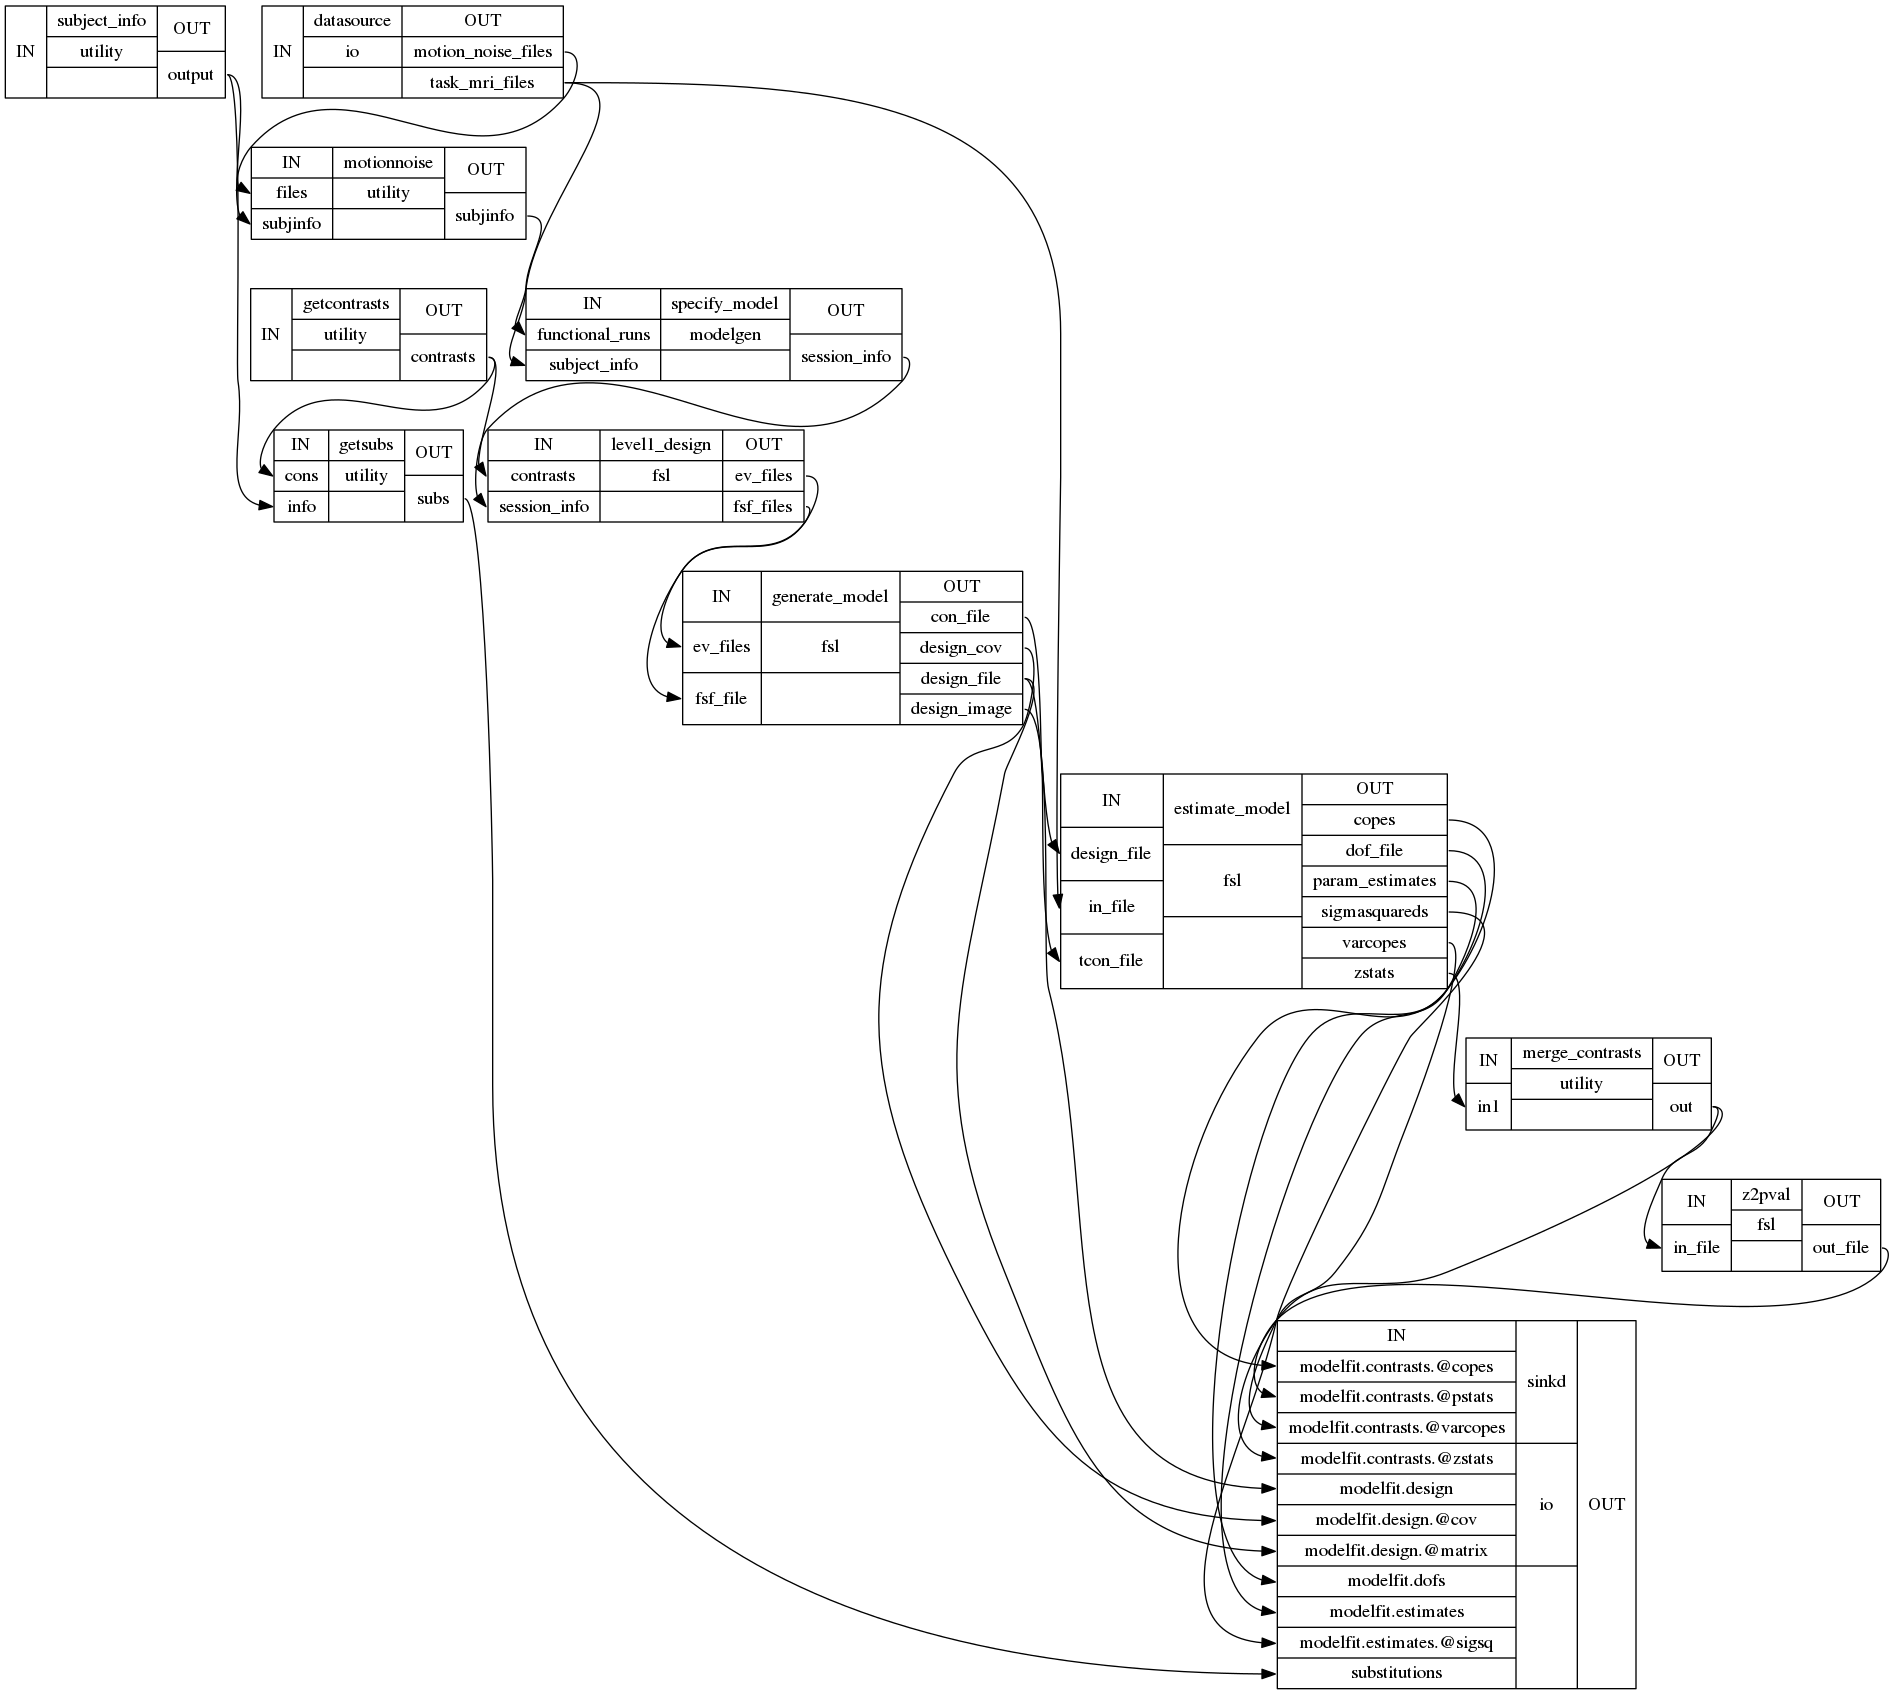 IN
subject_info
utility
OUT
output
IN
datasource
io
OUT
motion_noise_files
task_mri_files
IN
files
subjinfo
motionnoise
utility
OUT
subjinfo
IN
getcontrasts
utility
OUT
contrasts
IN
functional_runs
subject_info
specify_model
modelgen
OUT
session_info
IN
cons
info
getsubs
utility
OUT
subs
IN
contrasts
session_info
level1_design
fsl
OUT
ev_files
fsf_files
IN
ev_files
fsf_file
generate_model
fsl
OUT
con_file
design_cov
design_file
design_image
IN
design_file
in_file
tcon_file
estimate_model
fsl
OUT
copes
dof_file
param_estimates
sigmasquareds
varcopes
zstats
IN
in1
merge_contrasts
utility
OUT
out
IN
in_file
z2pval
fsl
OUT
out_file
IN
modelfit.contrasts.@copes
modelfit.contrasts.@pstats
modelfit.contrasts.@varcopes
modelfit.contrasts.@zstats
modelfit.design
modelfit.design.@cov
modelfit.design.@matrix
modelfit.dofs
modelfit.estimates
modelfit.estimates.@sigsq
substitutions
sinkd
io
OUT